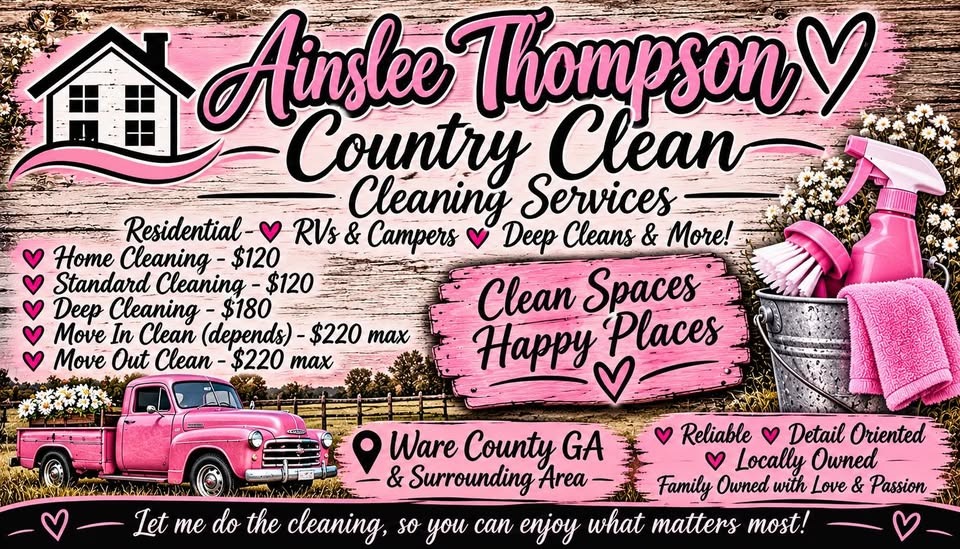 Ainslee Thompson
Country Clean
Cleaning Services
Residential - RVs & Campers Deep Cleans & More!
Home Cleaning - $120
Standard Cleaning - $120
Deep Cleaning - $180
Move In Clean (depends) - $220 max
Move Out Clean - $220 max
Clean Spaces
Happy Places
Ware County GA
& Surrounding Area
Reliable Detail Oriented
Locally Owned
Family Owned with Love & Passion
Let me do the cleaning, so you can enjoy what matters most!